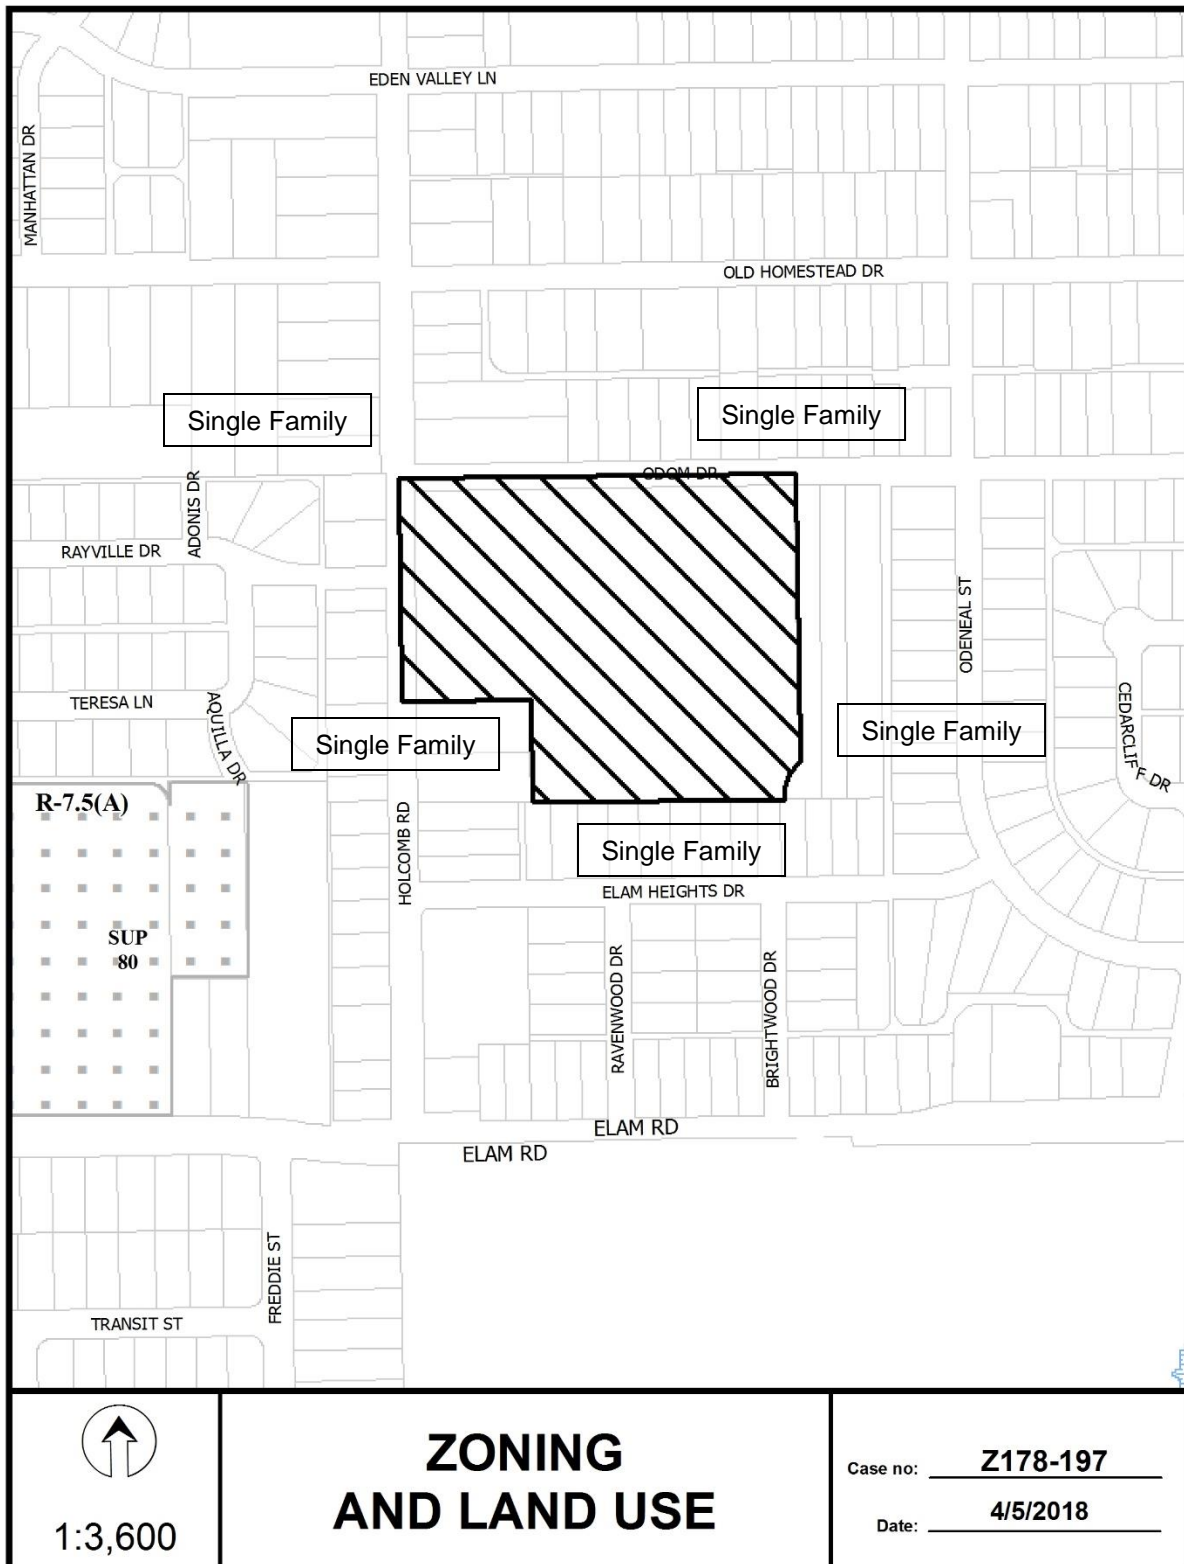 EDEN VALLEY LN
MANHATTAN DR
OLD HOMESTEAD DR
Single Family
Single Family
ODOM DR
ADONIS DR
RAYVILLE DR
ODENEAL ST
TERESA LN
AQUILLA DR
CEDARCLIFF DR
Single Family
Single Family
R-7.5(A)
HOLCOMB RD
Single Family
ELAM HEIGHTS DR
SUP
80
RAVENWOOD DR
BRIGHTWOOD DR
ELAM RD
ELAM RD
FREDDIE ST
TRANSIT ST
1:3,600
ZONING
AND LAND USE
Case no: Z178-197
Date: 4/5/2018